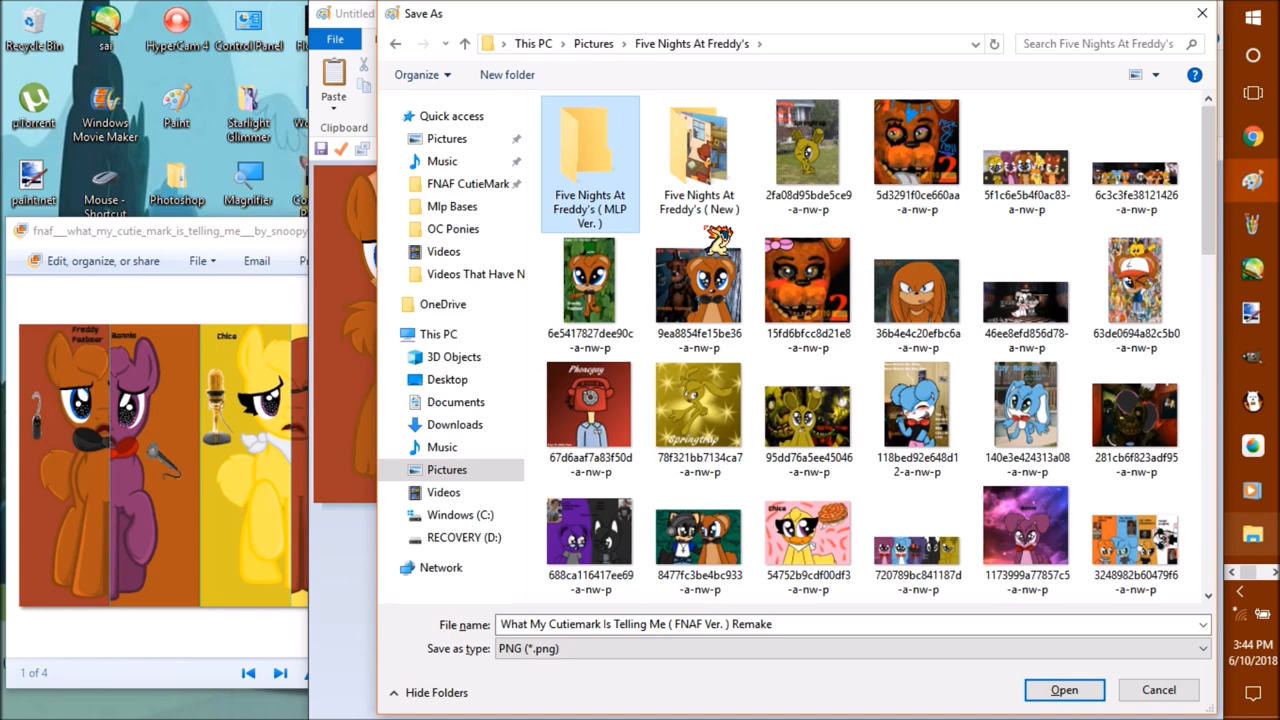 Recycle Bin
sai
HyperCam 4
Control Panel
µTorrent
Windows
Movie Maker
Paint
Starlight
Glimmer
paint.net
Mouse -
Shortcut
Photoshop
Magnifier
fnaf___what_my_cutie_mark_is_telling_me___by_snoopy
Edit, organize, or share
File
Email
Freddy
Fazbear
Bonnie
Chica
1 of 4
Untitled
File
Paste
Clipboard
Save As
This PC
Pictures
Five Nights At Freddy's
Search Five Nights At Freddy's
Organize
New folder
Quick access
Pictures
Music
FNAF CutieMark
Mlp Bases
OC Ponies
Videos
Videos That Have N
OneDrive
This PC
3D Objects
Desktop
Documents
Downloads
Music
Pictures
Videos
Windows (C:)
RECOVERY (D:)
Network
Five Nights At
Freddy's ( MLP
Ver. )
Five Nights At
Freddy's ( New )
2fa08d95bde5ce9
-a-nw-p
5d3291f0ce660aa
-a-nw-p
5f1c6e5b4f0ac83-
a-nw-p
6c3c3fe38121426
-a-nw-p
6e5417827dee90c
-a-nw-p
9ea8854fe15be36
-a-nw-p
15fd6bfcc8d21e8
-a-nw-p
36b4e4c20efbc6a
-a-nw-p
46ee8efd856d78-
a-nw-p
63de0694a82c5b0
-a-nw-p
Phoneguy
67d6aaf7a83f50d
-a-nw-p
Springtrap
78f321bb7134ca7
-a-nw-p
95dd76a5ee45046
-a-nw-p
118bed92e648d1
2-a-nw-p
140e3e424313a08
-a-nw-p
281cb6f823adf95
-a-nw-p
688ca116417ee69
-a-nw-p
8477fc3be4bc933
-a-nw-p
Chica
54752b9cdf00df3
-a-nw-p
720789bc841187d
-a-nw-p
1173999a77857c5
-a-nw-p
3248982b60479f6
-a-nw-p
File name:
What My Cutiemark Is Telling Me ( FNAF Ver. ) Remake
Save as type:
PNG (*.png)
Hide Folders
Open
Cancel
3:44 PM
6/10/2018